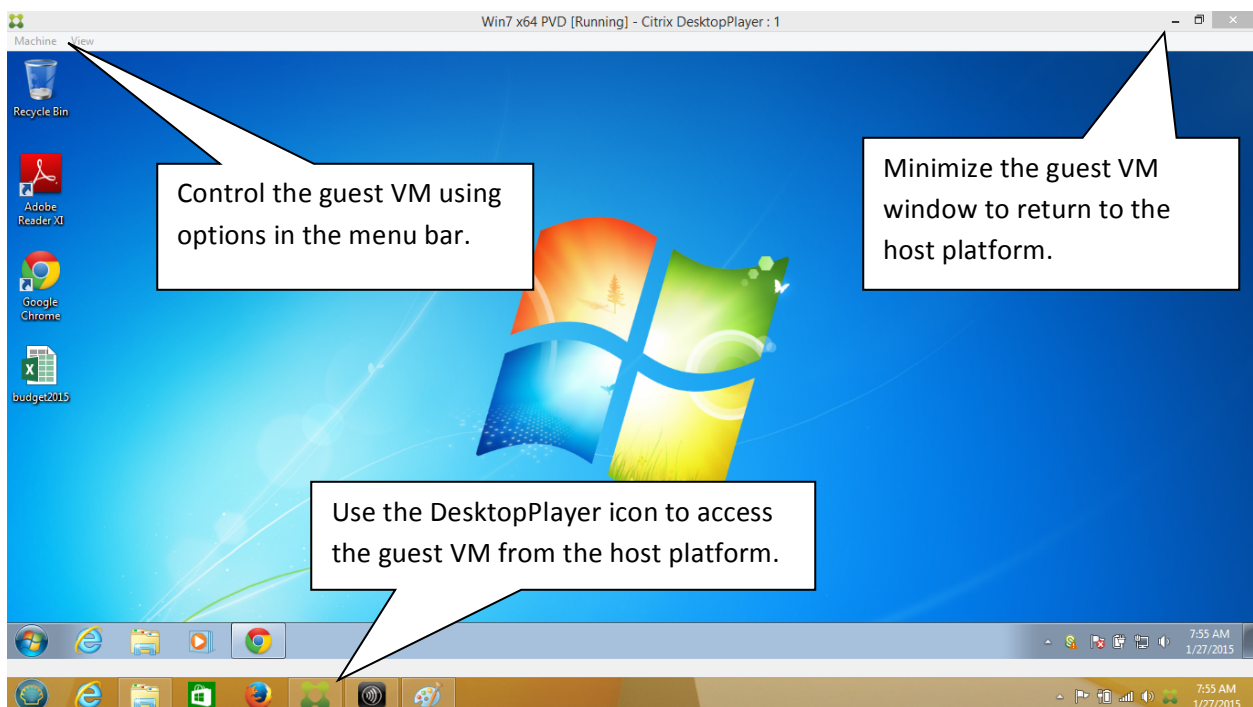 Win7 x64 PVD [Running] - Citrix DesktopPlayer : 1
Machine View
Recycle Bin
Adobe
Reader XI
Google
Chrome
budget2015
Control the guest VM using
options in the menu bar.
Minimize the guest VM
window to return to the
host platform.
Use the DesktopPlayer icon to access
the guest VM from the host platform.
7:55 AM
1/27/2015
7:55 AM
1/27/2015